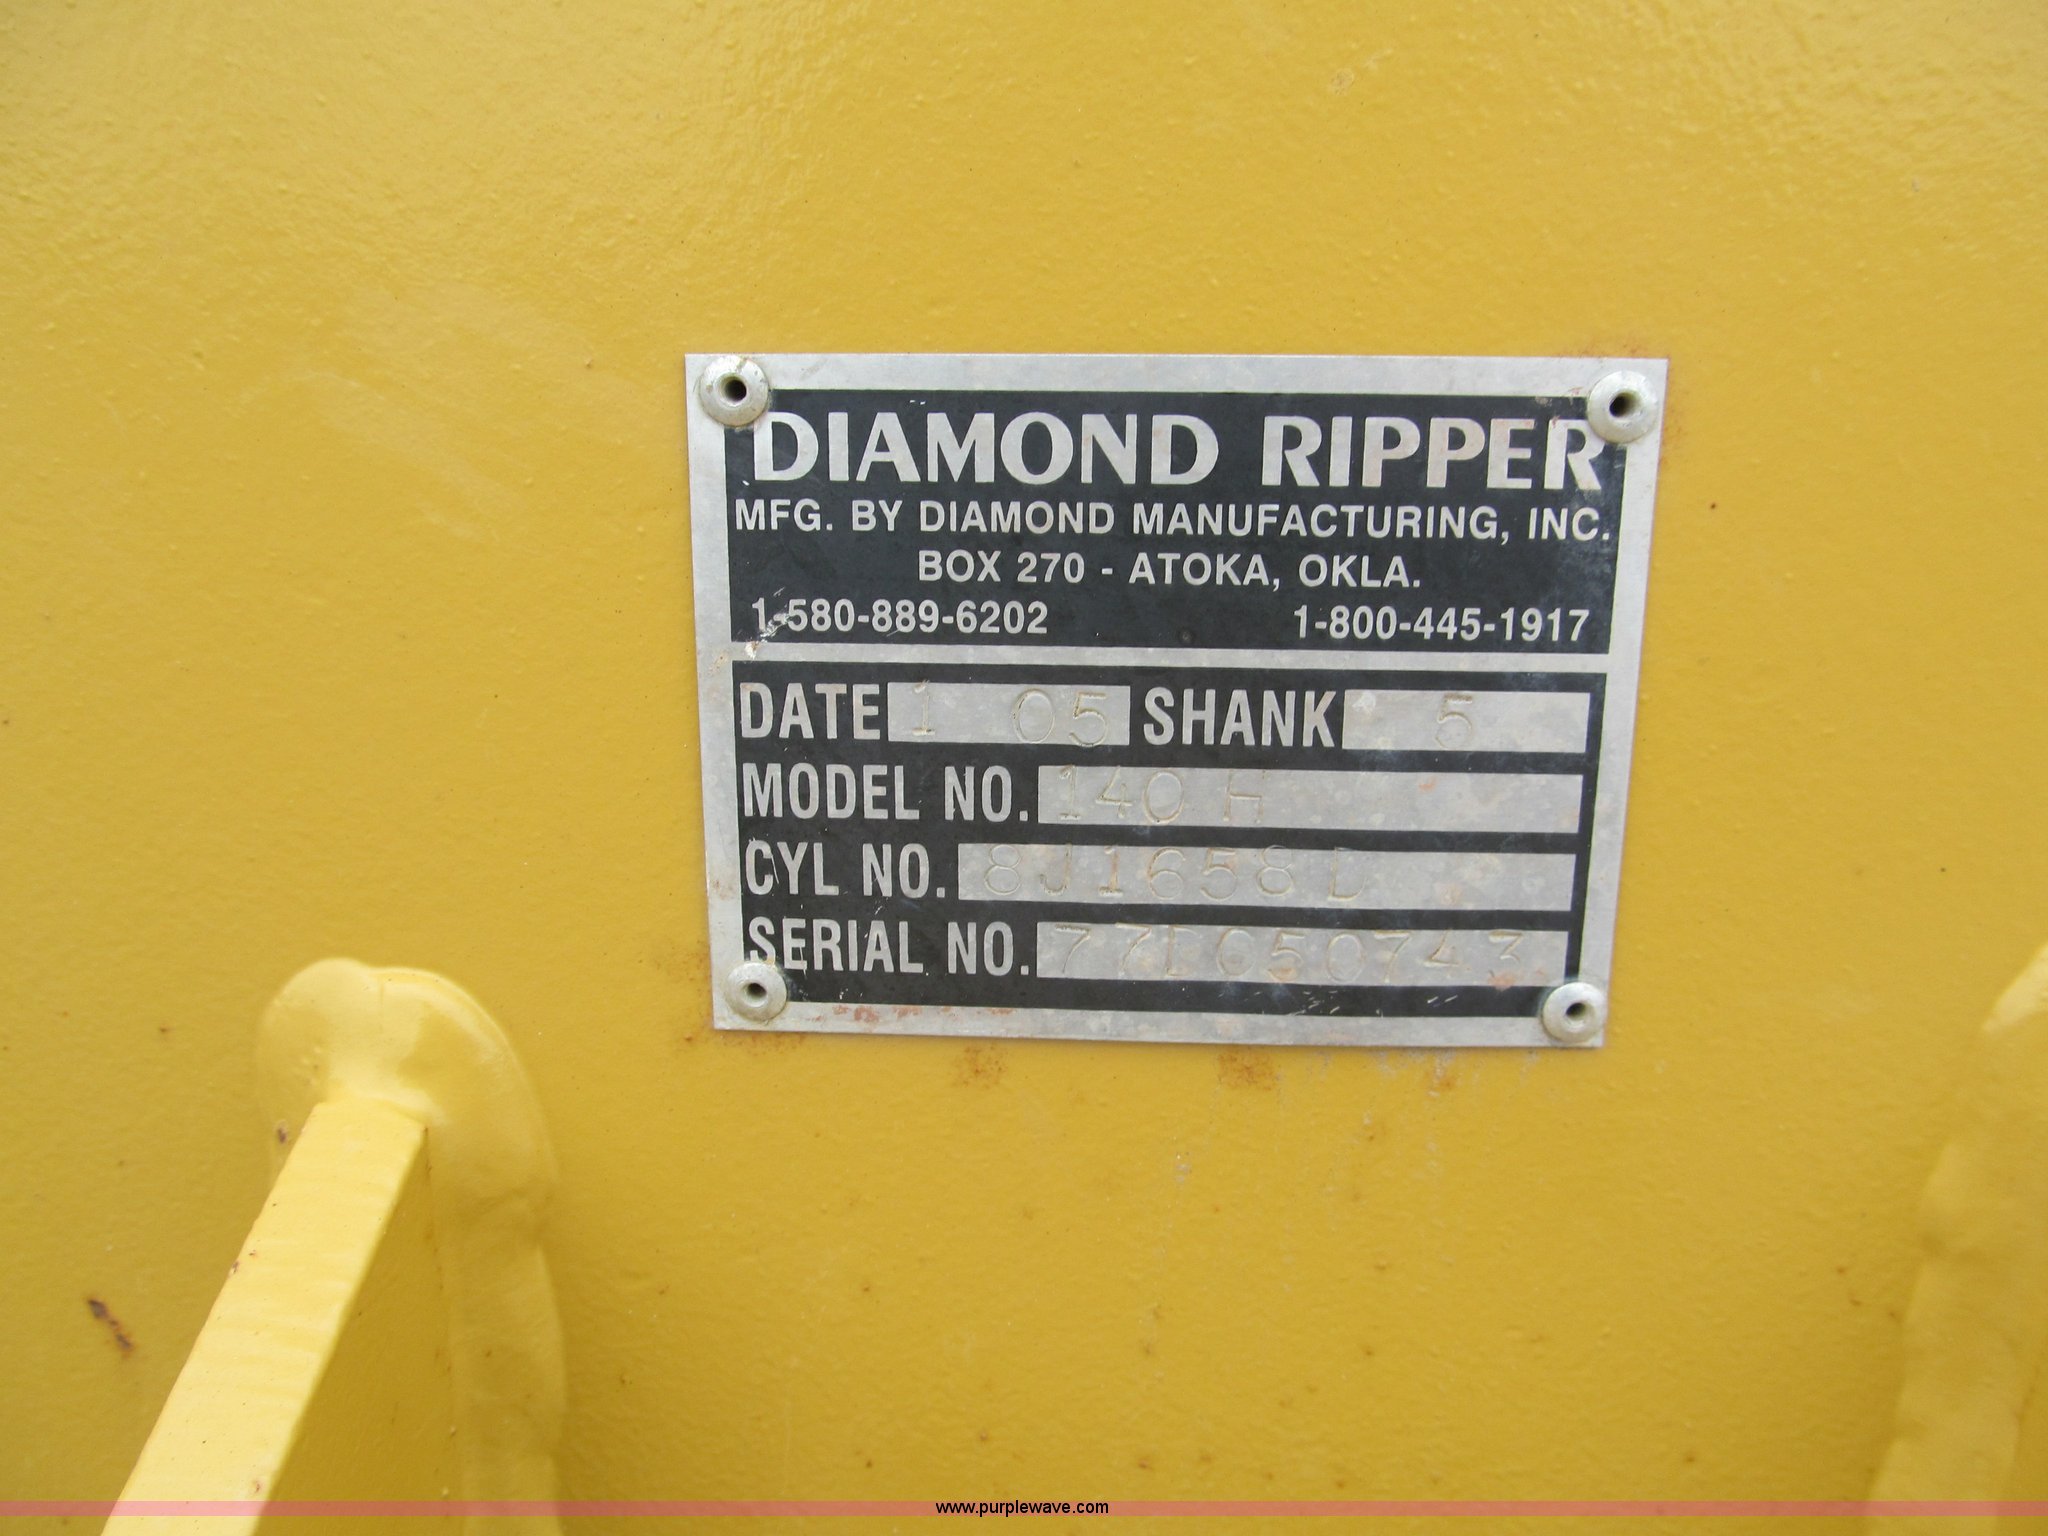 DIAMOND RIPPER
MFG. BY DIAMOND MANUFACTURING, INC.
BOX 270 - ATOKA, OKLA.
1-580-889-6202 1-800-445-1917
DATE 1 05 SHANK 5
MODEL NO. 140 H
CYL NO. 8J1658 D
SERIAL NO.
www.purplewave.com